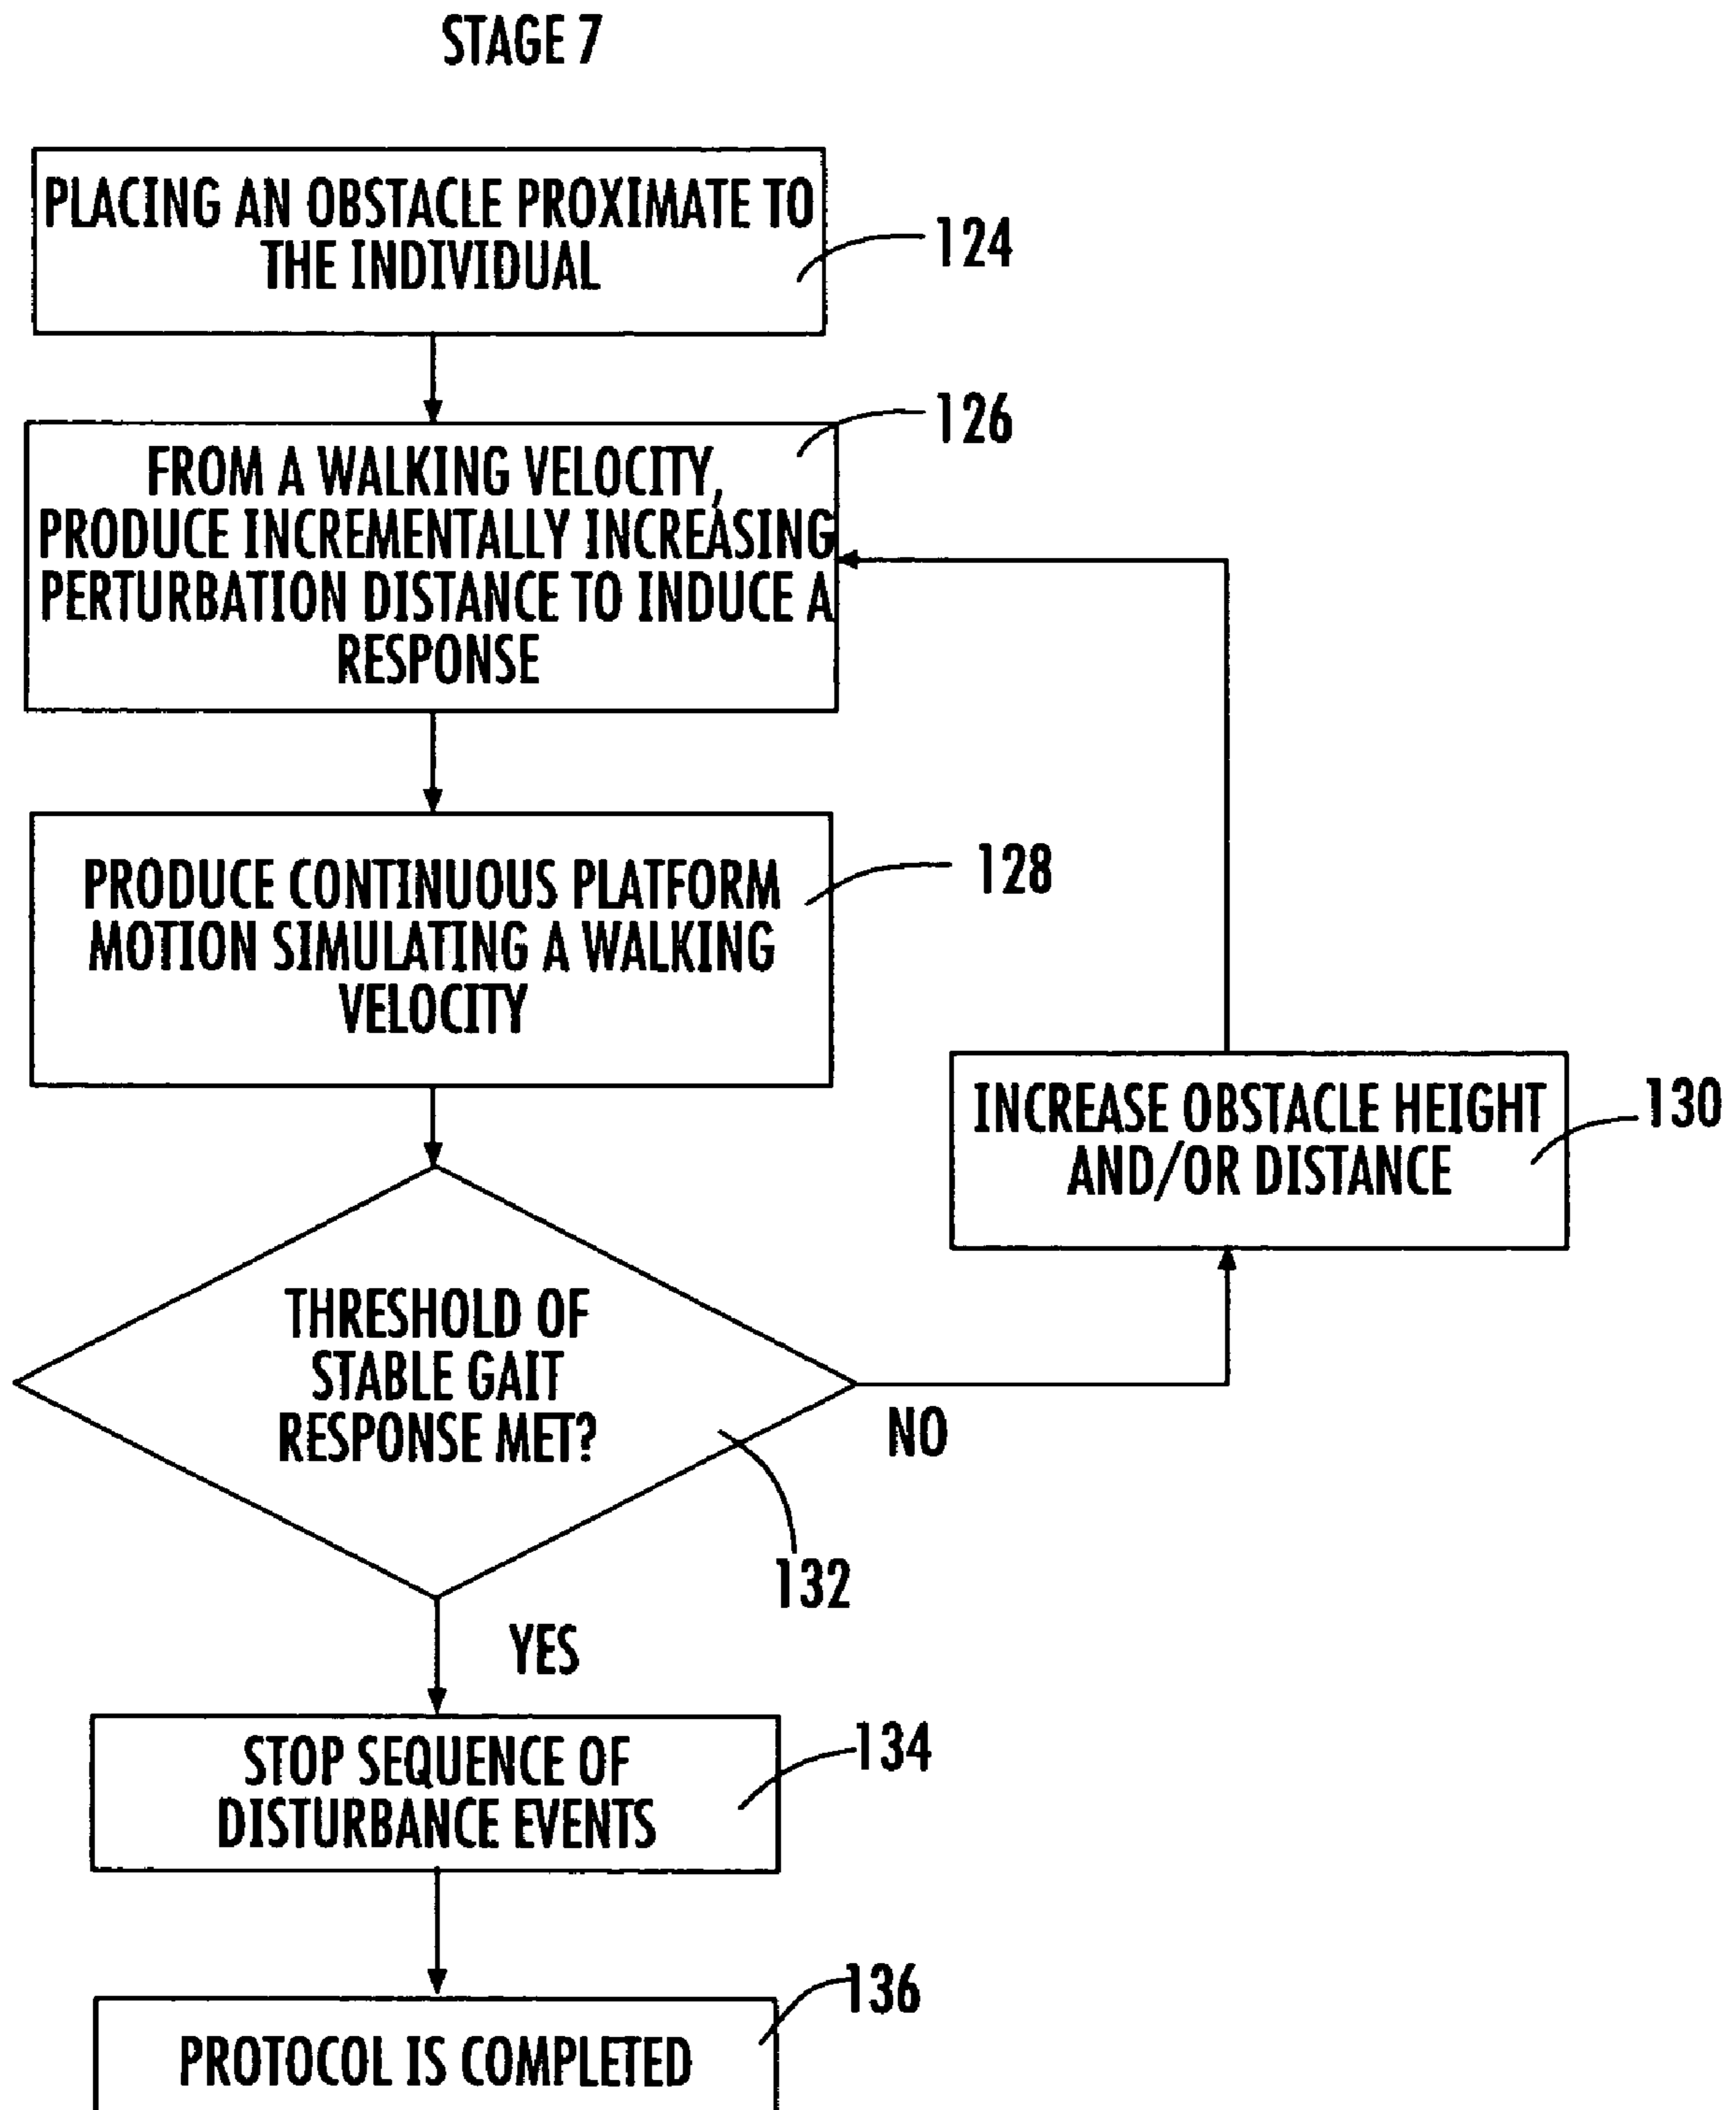 STAGE 7
PLACING AN OBSTACLE PROXIMATE TO
THE INDIVIDUAL
124
126
FROM A WALKING VELOCITY,
PRODUCE INCREMENTALLY INCREASING
PERTURBATION DISTANCE TO INDUCE A
RESPONSE
PRODUCE CONTINUOUS PLATFORM
MOTION SIMULATING A WALKING
VELOCITY
128
INCREASE OBSTACLE HEIGHT
AND/OR DISTANCE
130
THRESHOLD OF
STABLE GAIT
RESPONSE MET?
NO
132
YES
STOP SEQUENCE OF
DISTURBANCE EVENTS
134
136
PROTOCOL IS COMPLETED